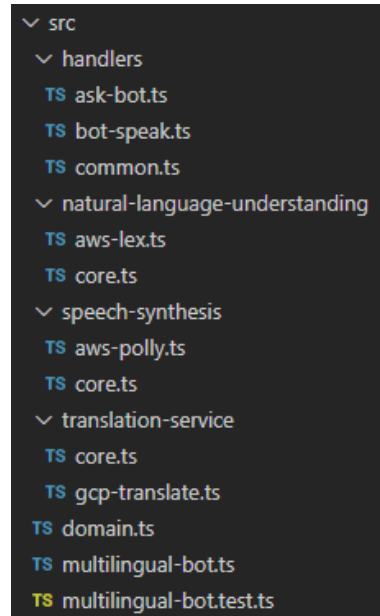 src
handlers
TS ask-bot.ts
TS bot-speak.ts
TS common.ts
natural-language-understanding
TS aws-lex.ts
TS core.ts
speech-synthesis
TS aws-polly.ts
TS core.ts
translation-service
TS core.ts
TS gcp-translate.ts
TS domain.ts
TS multilingual-bot.ts
TS multilingual-bot.test.ts